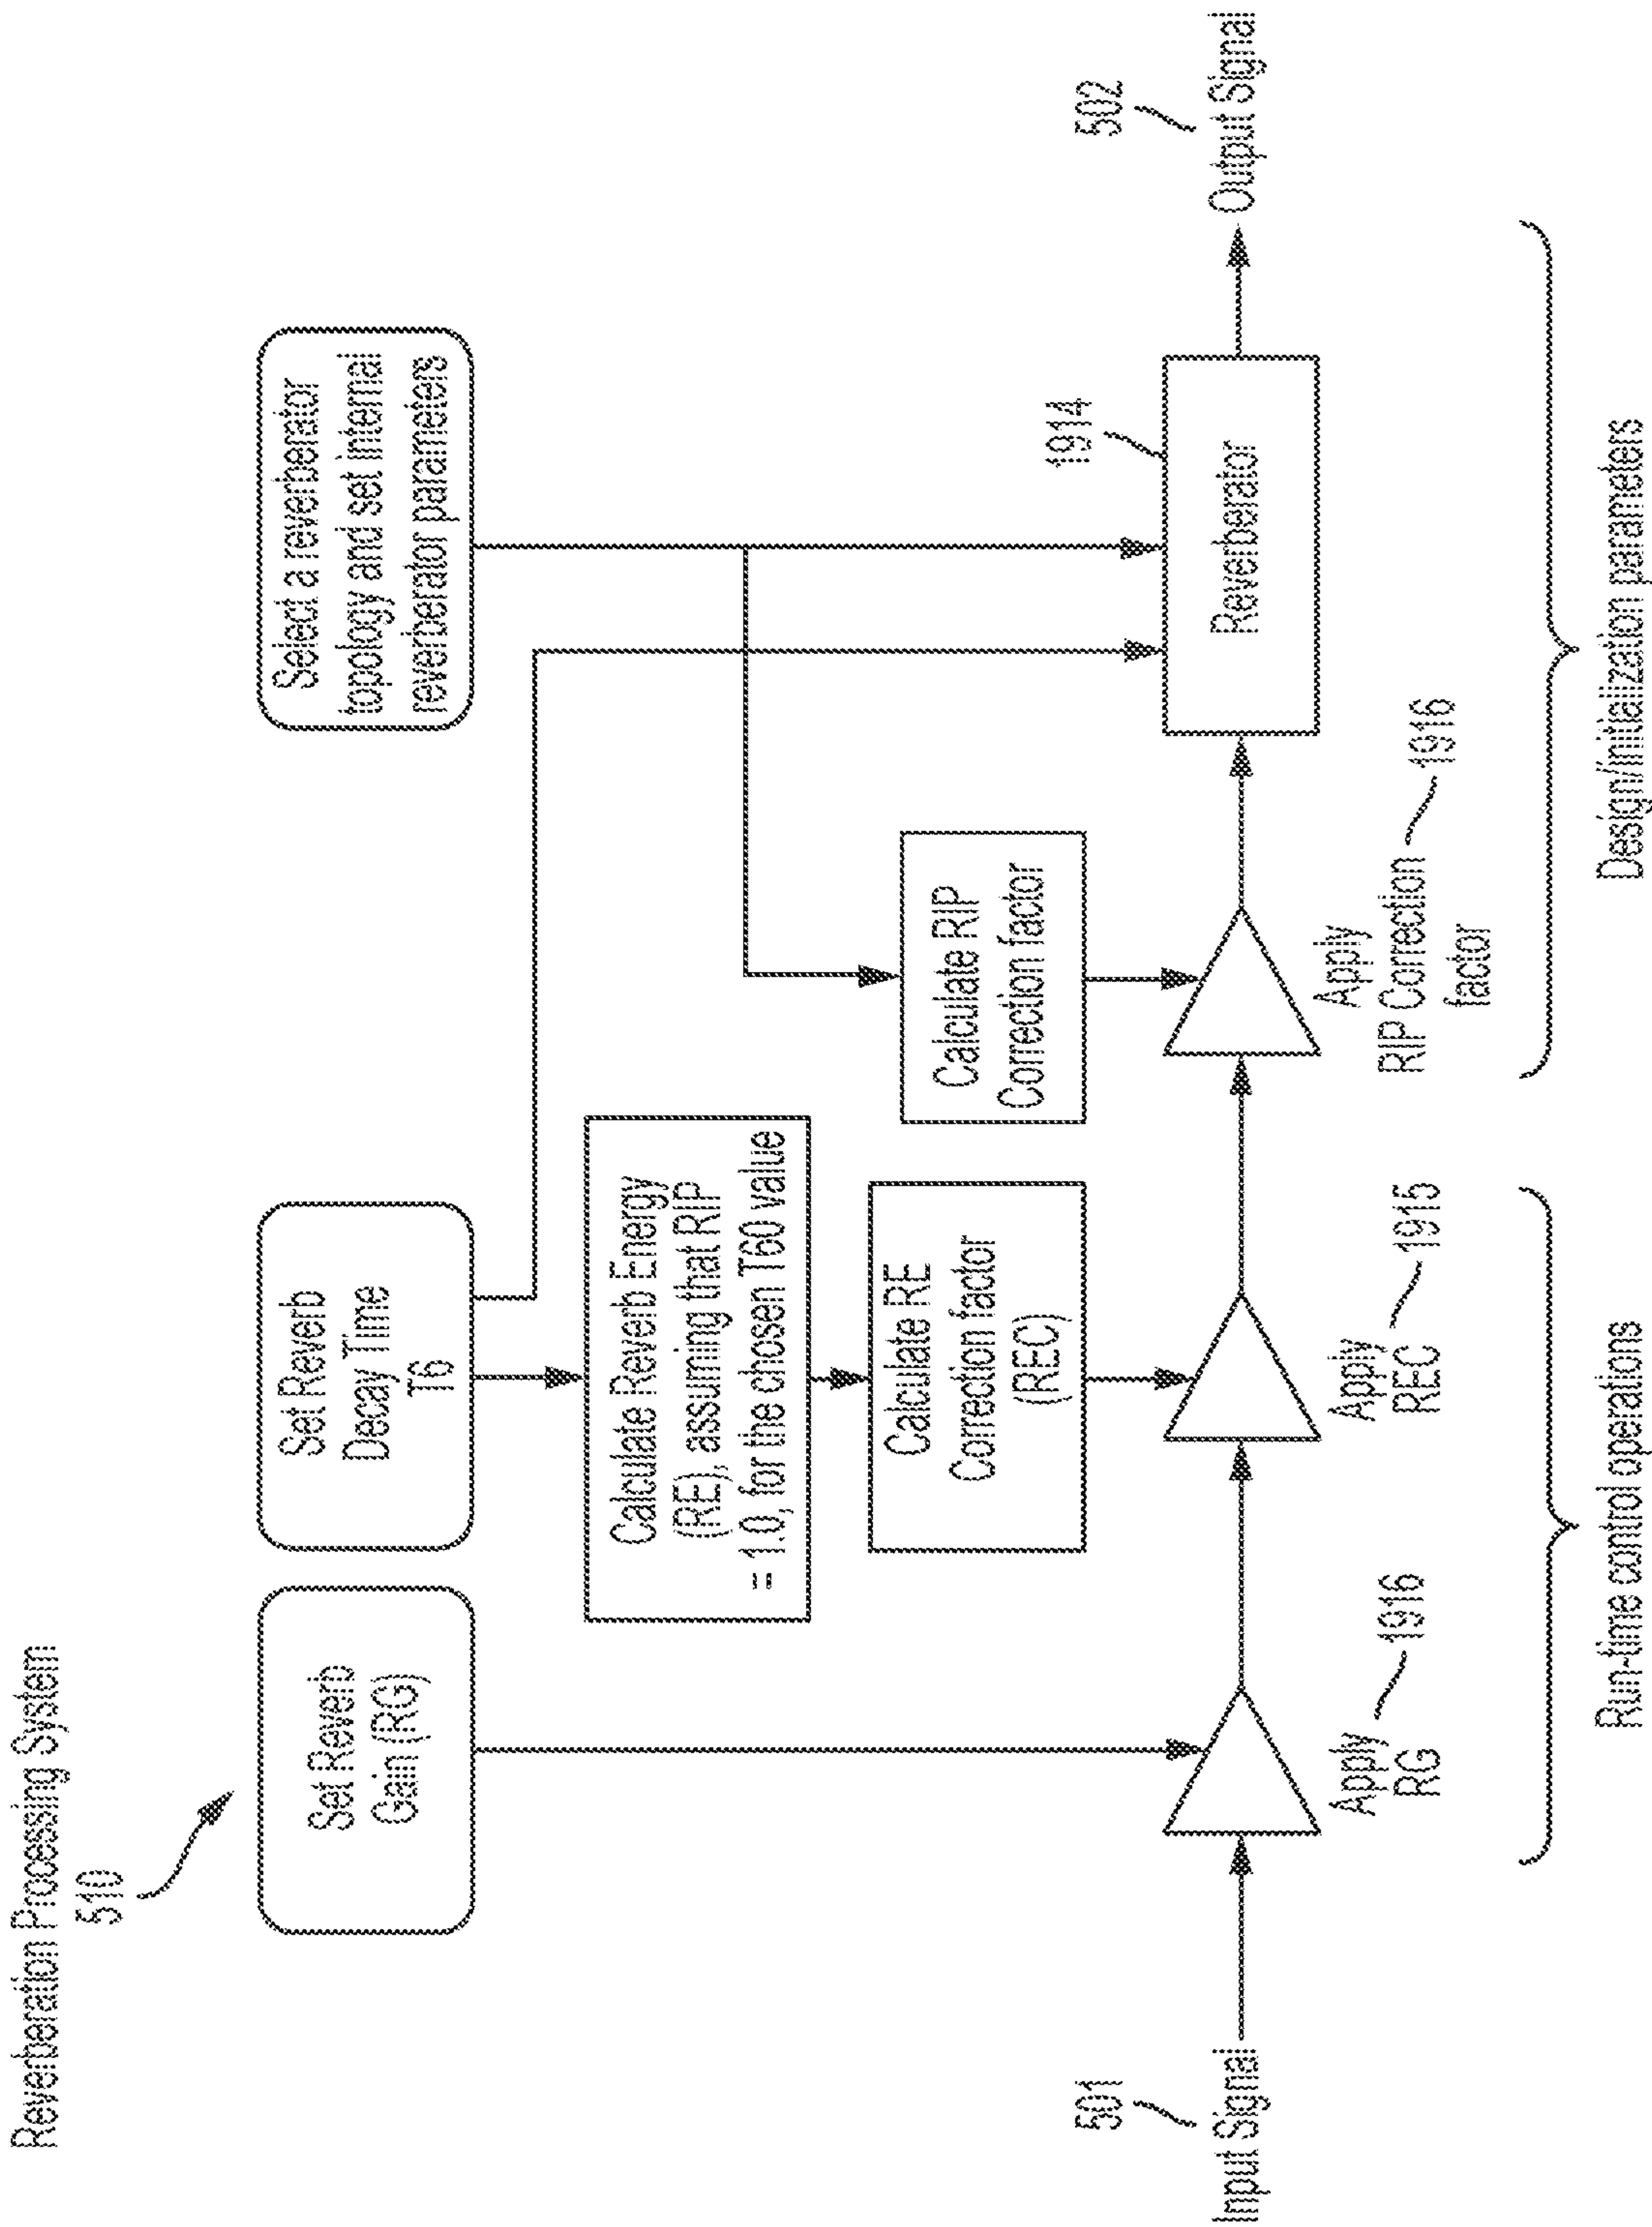 Reverberation Processing System
510
Set Reverb
Gain (RG)
Set Reverb
Decay Time
T6
Select a reverberator
topology and set internal
reverberator parameters
Calculate Reverb Energy
(RE), assuming that RIP
= 1.0, for the chosen T60 value
Calculate RE
Correction factor
(REC)
Calculate RIP
Correction factor
501
Input Signal
Apply
RG
1916
Apply
REC
1915
Apply
RIP Correction
factor
1916
Reverberator
1914
502
Output Signal
Run-time control operations
Design/initialization parameters